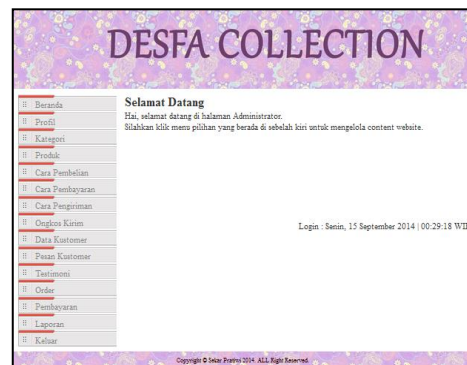 DESFA COLLECTION
Beranda
Profil
Kategori
Produk
Cara Pembelian
Cara Pembayaran
Cara Pengiriman
Ongkos Kirim
Data Kustomer
Pesan Kustomer
Testimoni
Order
Pembayaran
Laporan
Keluar
Selamat Datang
Hai, selamat datang di halaman Administrator.
Silahkan klik menu pilihan yang berada di sebelah kiri untuk mengelola content website.
Login : Senin, 15 September 2014 | 00:29:18 WIB
Copyright © Sekar Pratiwi 2014. ALL Right Reserved.